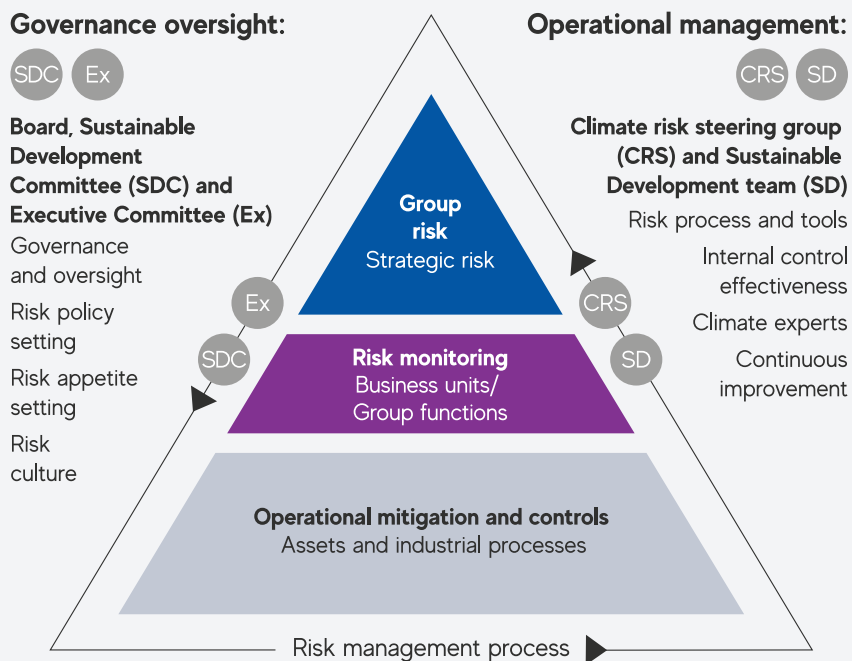 Governance oversight:
SDC Ex
Board, Sustainable
Development
Committee (SDC) and
Executive Committee (Ex)
Governance
and oversight
Risk policy
setting
Risk appetite
setting
Risk
culture
Operational management:
CRS SD
Climate risk steering group
(CRS) and Sustainable
Development team (SD)
Risk process and tools
Internal control
effectiveness
Climate experts
Continuous
improvement
Group
risk
Strategic risk
Ex
SDC
CRS
SD
Risk monitoring
Business units/
Group functions
Operational mitigation and controls
Assets and industrial processes
Risk management process